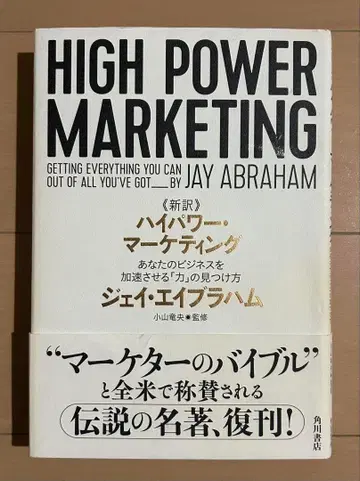 HIGH POWER
MARKETING
GETTING EVERYTHING YOU CAN
OUT OF ALL YOU'VE GOT__BY JAY ABRAHAM
《新訳》
ハイパワー・
マーケティング
あなたのビジネスを
加速させる「力」の見つけ方
ジェイ・エイブラハム
小山竜央◉監修
“マーケターのバイブル”
と全米で称賛される
伝説の名著、復刊!
角川書店